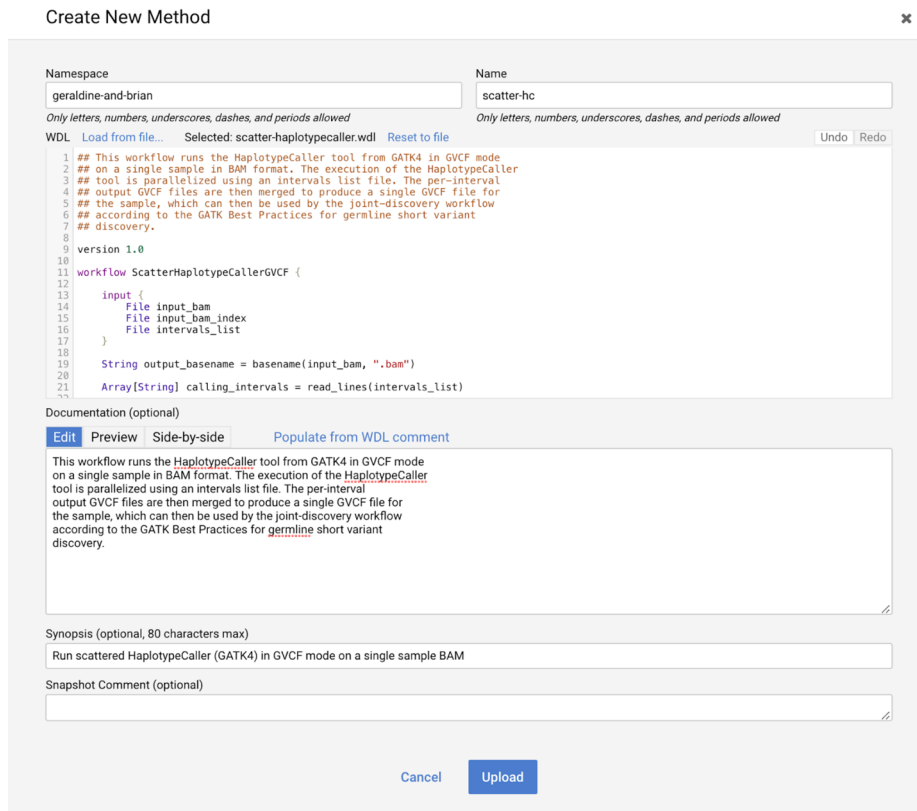 Create New Method ✖
Namespace Name
geraldine-and-brian scatter-hc
Only letters, numbers, underscores, dashes, and periods allowed Only letters, numbers, underscores, dashes, and periods allowed
WDL Load from file... Selected: scatter-haplotypecaller.wdl Reset to file Undo Redo
1 ## This workflow runs the HaplotypeCaller tool from GATK4 in GVCF mode
2 ## on a single sample in BAM format. The execution of the HaplotypeCaller
3 ## tool is parallelized using an intervals list file. The per-interval
4 ## output GVCF files are then merged to produce a single GVCF file for
5 ## the sample, which can then be used by the joint-discovery workflow
6 ## according to the GATK Best Practices for germline short variant
7 ## discovery.
8
9 version 1.0
10
11 workflow ScatterHaplotypeCallerGVCF {
12
13     input {
14         File input_bam
15         File input_bam_index
16         File intervals_list
17     }
18
19     String output_basename = basename(input_bam, ".bam")
20
21     Array[String] calling_intervals = read_lines(intervals_list)
22
Documentation (optional)
Edit Preview Side-by-side Populate from WDL comment
This workflow runs the HaplotypeCaller tool from GATK4 in GVCF mode
on a single sample in BAM format. The execution of the HaplotypeCaller
tool is parallelized using an intervals list file. The per-interval
output GVCF files are then merged to produce a single GVCF file for
the sample, which can then be used by the joint-discovery workflow
according to the GATK Best Practices for germline short variant
discovery.
Synopsis (optional, 80 characters max)
Run scattered HaplotypeCaller (GATK4) in GVCF mode on a single sample BAM
Snapshot Comment (optional)
Cancel Upload